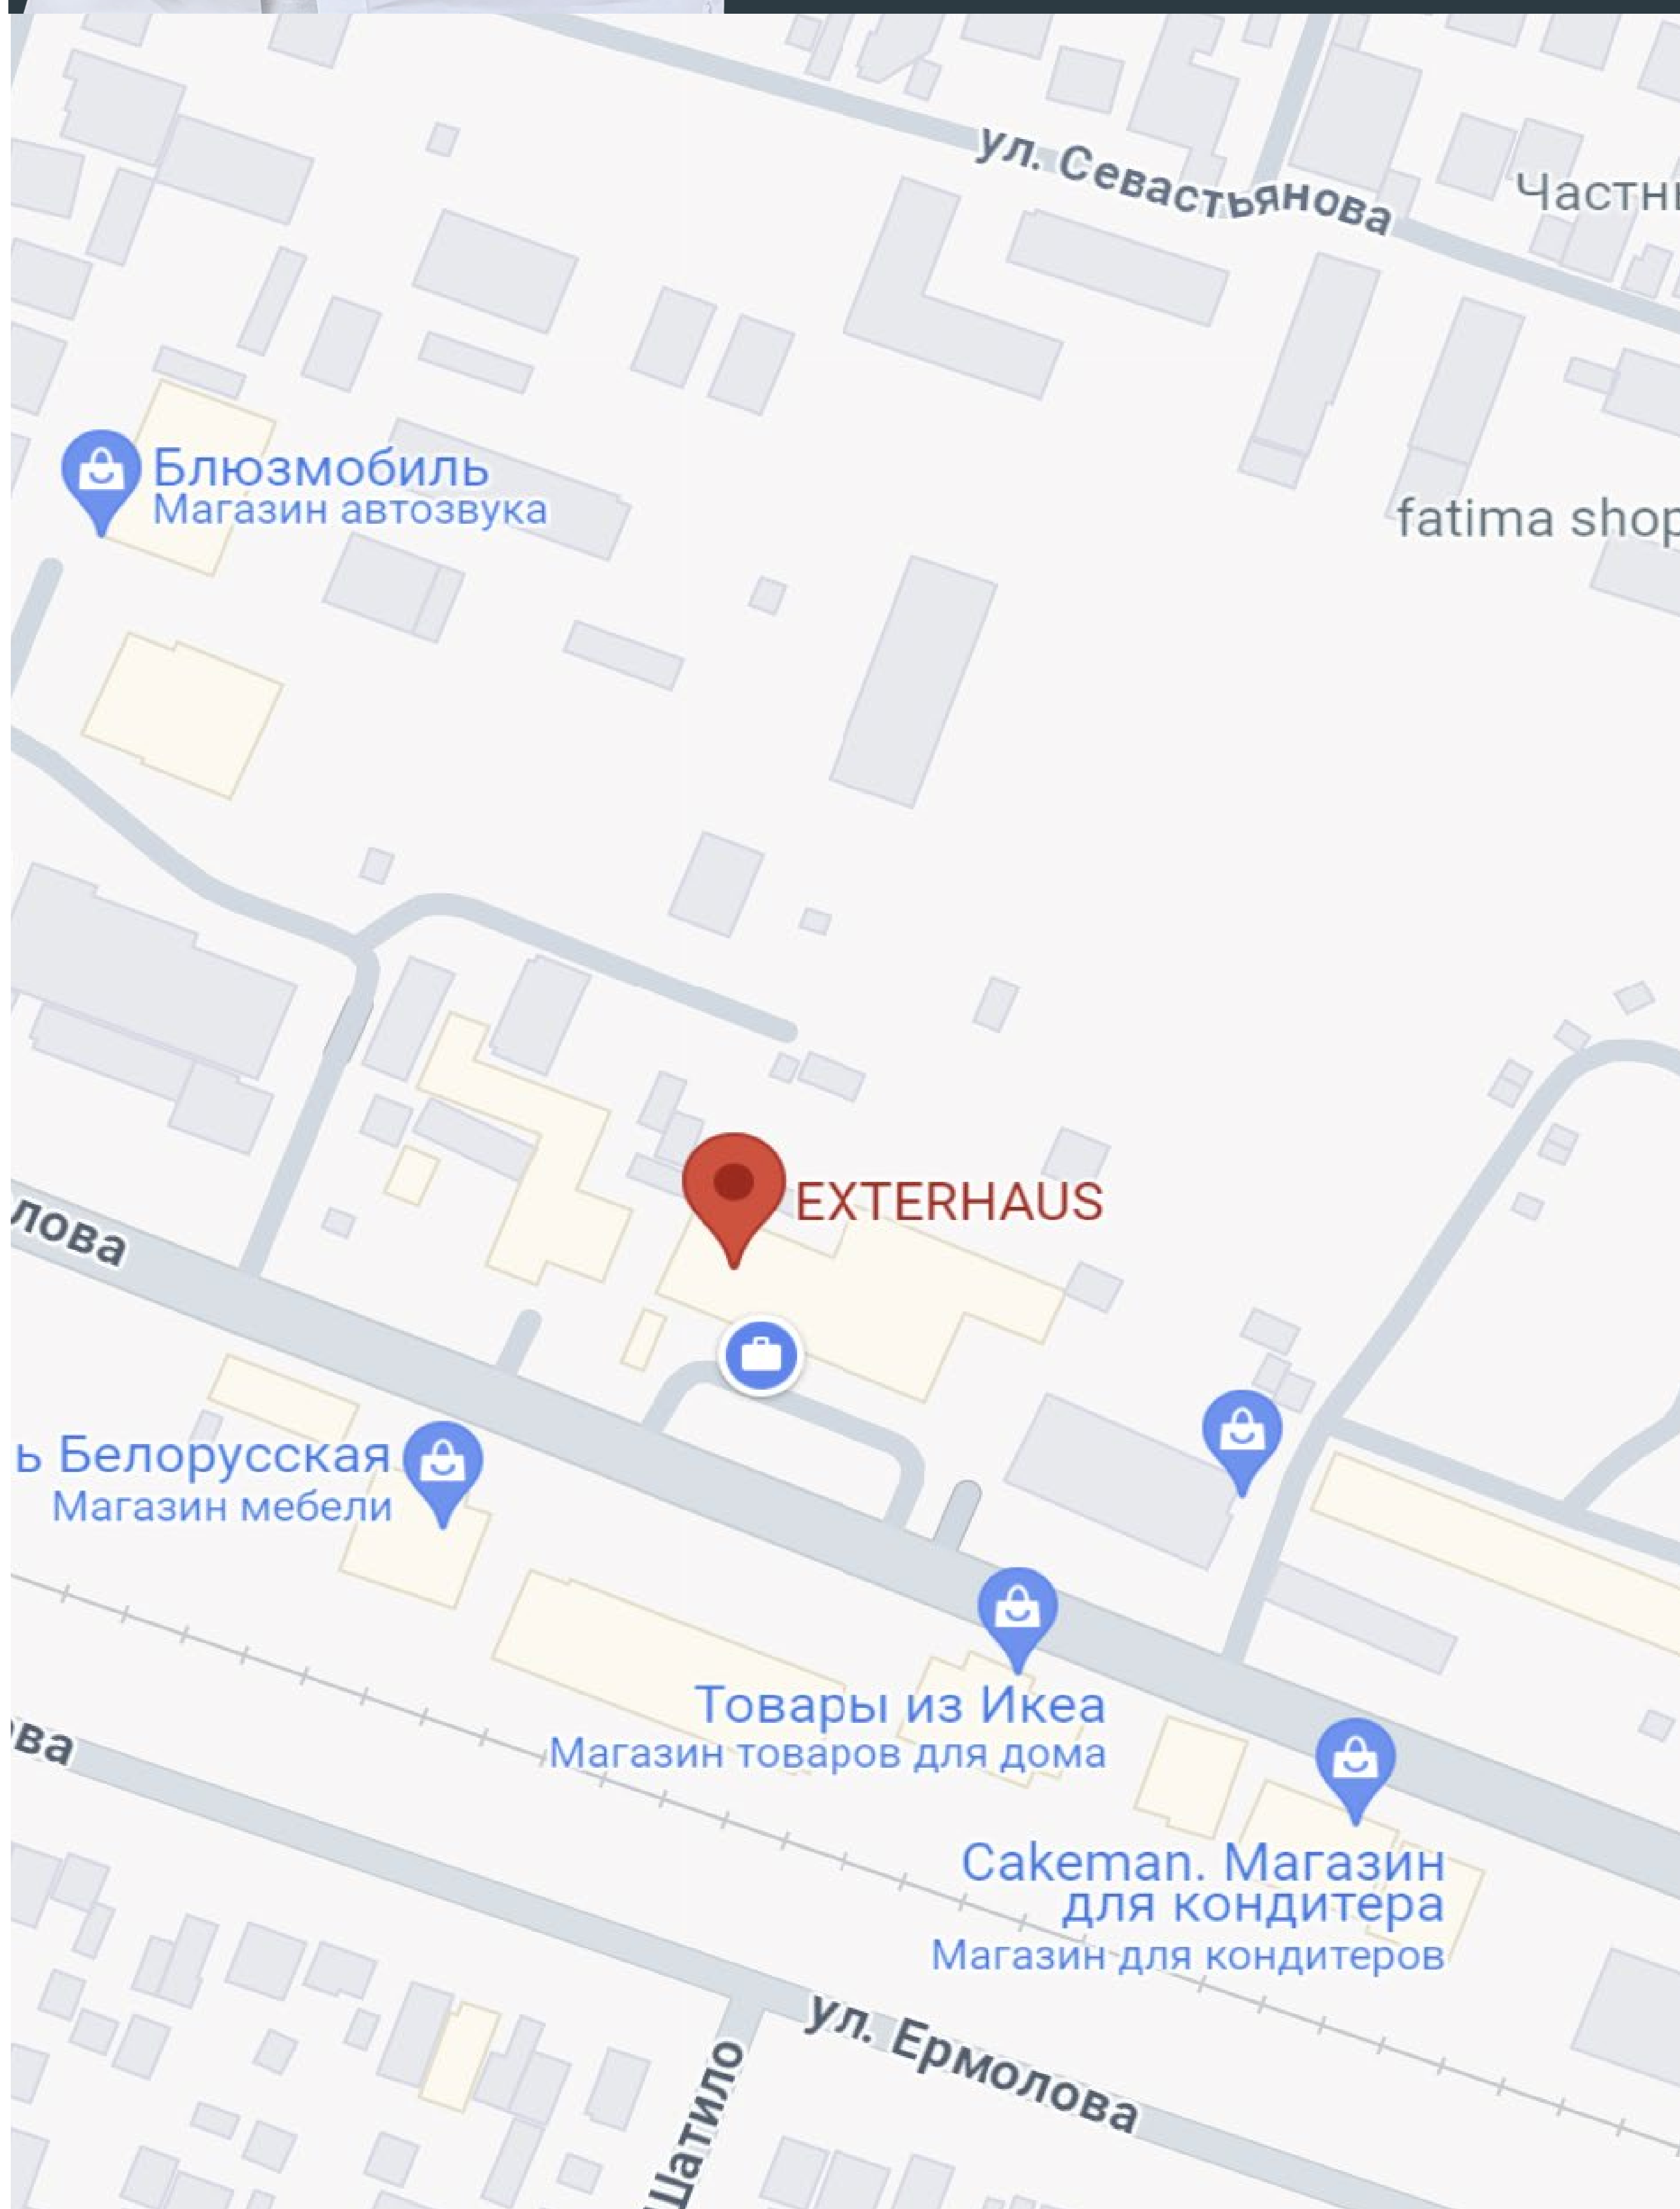 ул. Севастьянова
Частн
fatima shop
Блюзмобиль
Магазин автозвука
EXTERHAUS
лова
ь Белорусская
Магазин мебели
Товары из Икеа
Магазин товаров для дома
ва
Cakeman. Магазин
для кондитера
Магазин для кондитеров
ул. Ермолова
Шатило